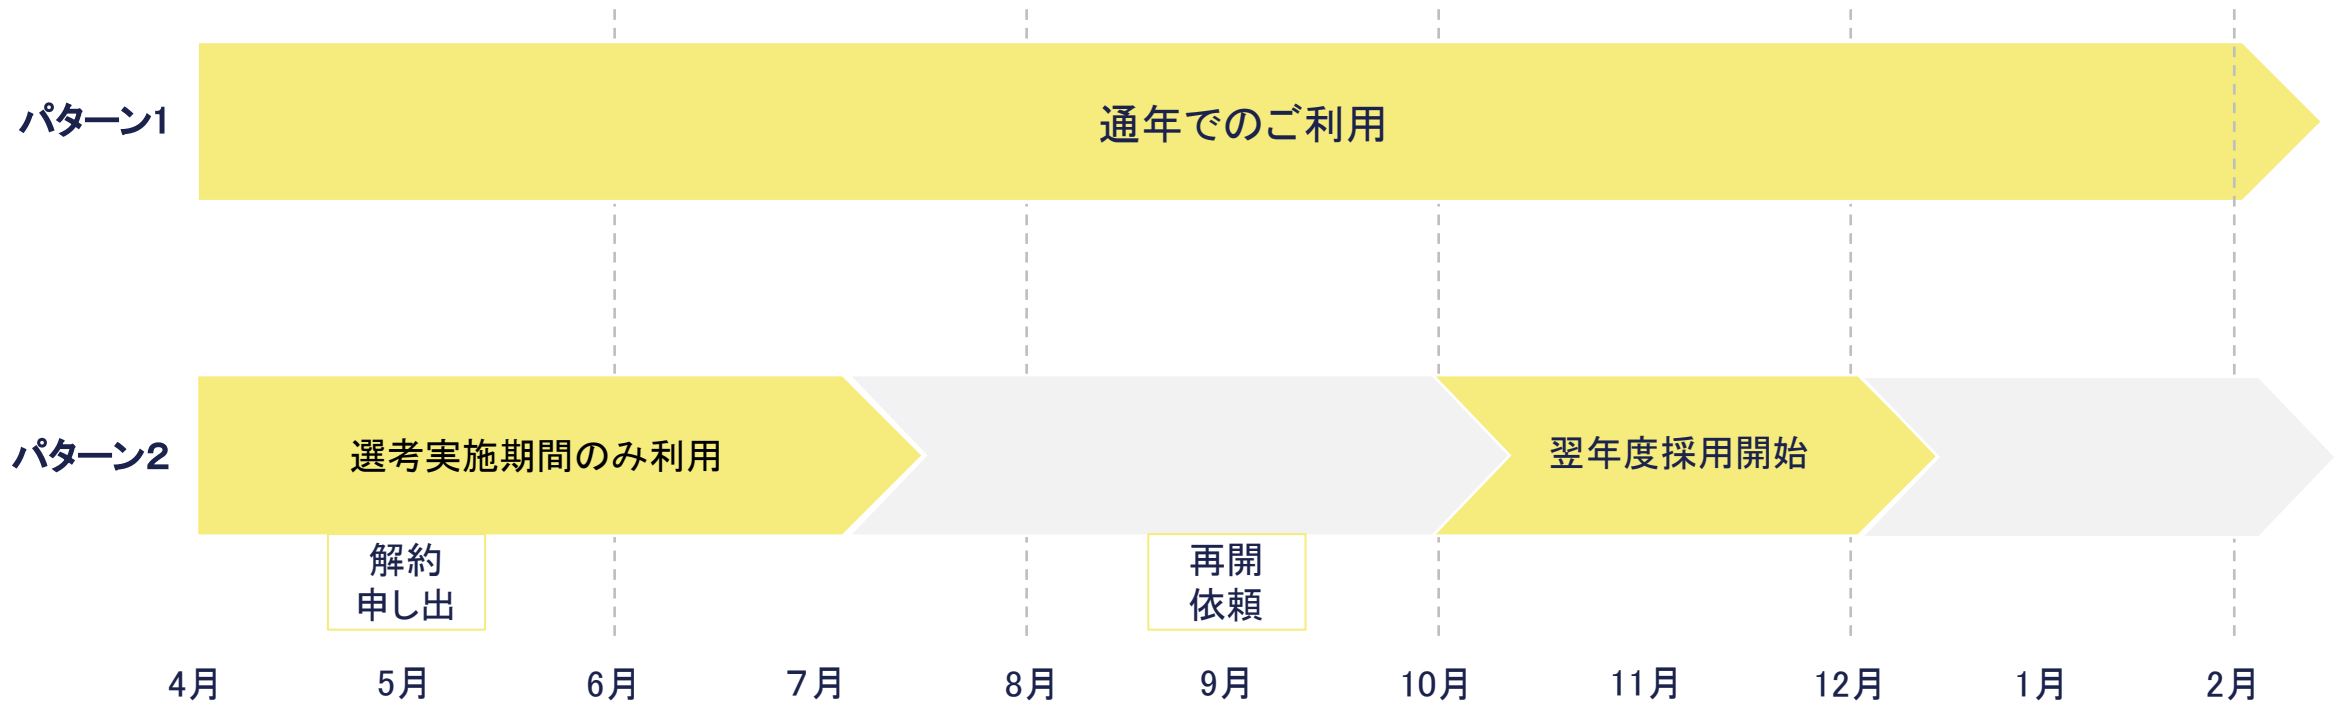 パターン1
通年でのご利用
パターン2
選考実施期間のみ利用
翌年度採用開始
解約
申し出
再開
依頼
4月
5月
6月
７月
8月
9月
10月
11月
12月
1月
2月